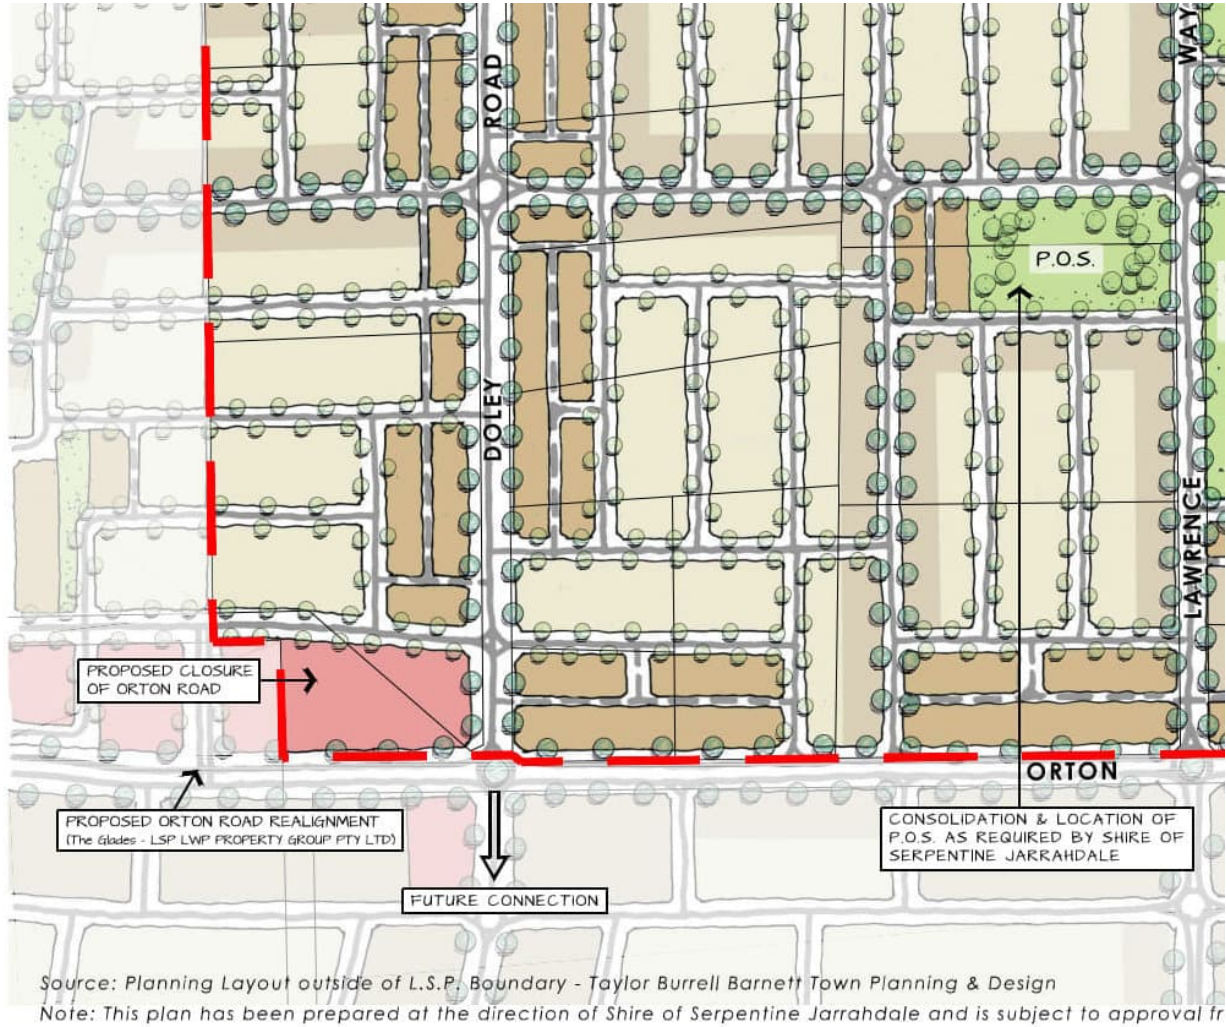 ROAD
WAY
P.O.S.
DOLEY
LAWRENCE
PROPOSED CLOSURE
OF ORTON ROAD
ORTON
PROPOSED ORTON ROAD REALIGNMENT
(The Glades - LSP LWP PROPERTY GROUP PTY LTD)
CONSOLIDATION & LOCATION OF
P.O.S. AS REQUIRED BY SHIRE OF
SERPENTINE JARRAHDALE
FUTURE CONNECTION
Source: Planning Layout outside of L.S.P. Boundary - Taylor Burrell Barnett Town Planning & Design
Note: This plan has been prepared at the direction of Shire of Serpentine Jarrahdale and is subject to approval fr